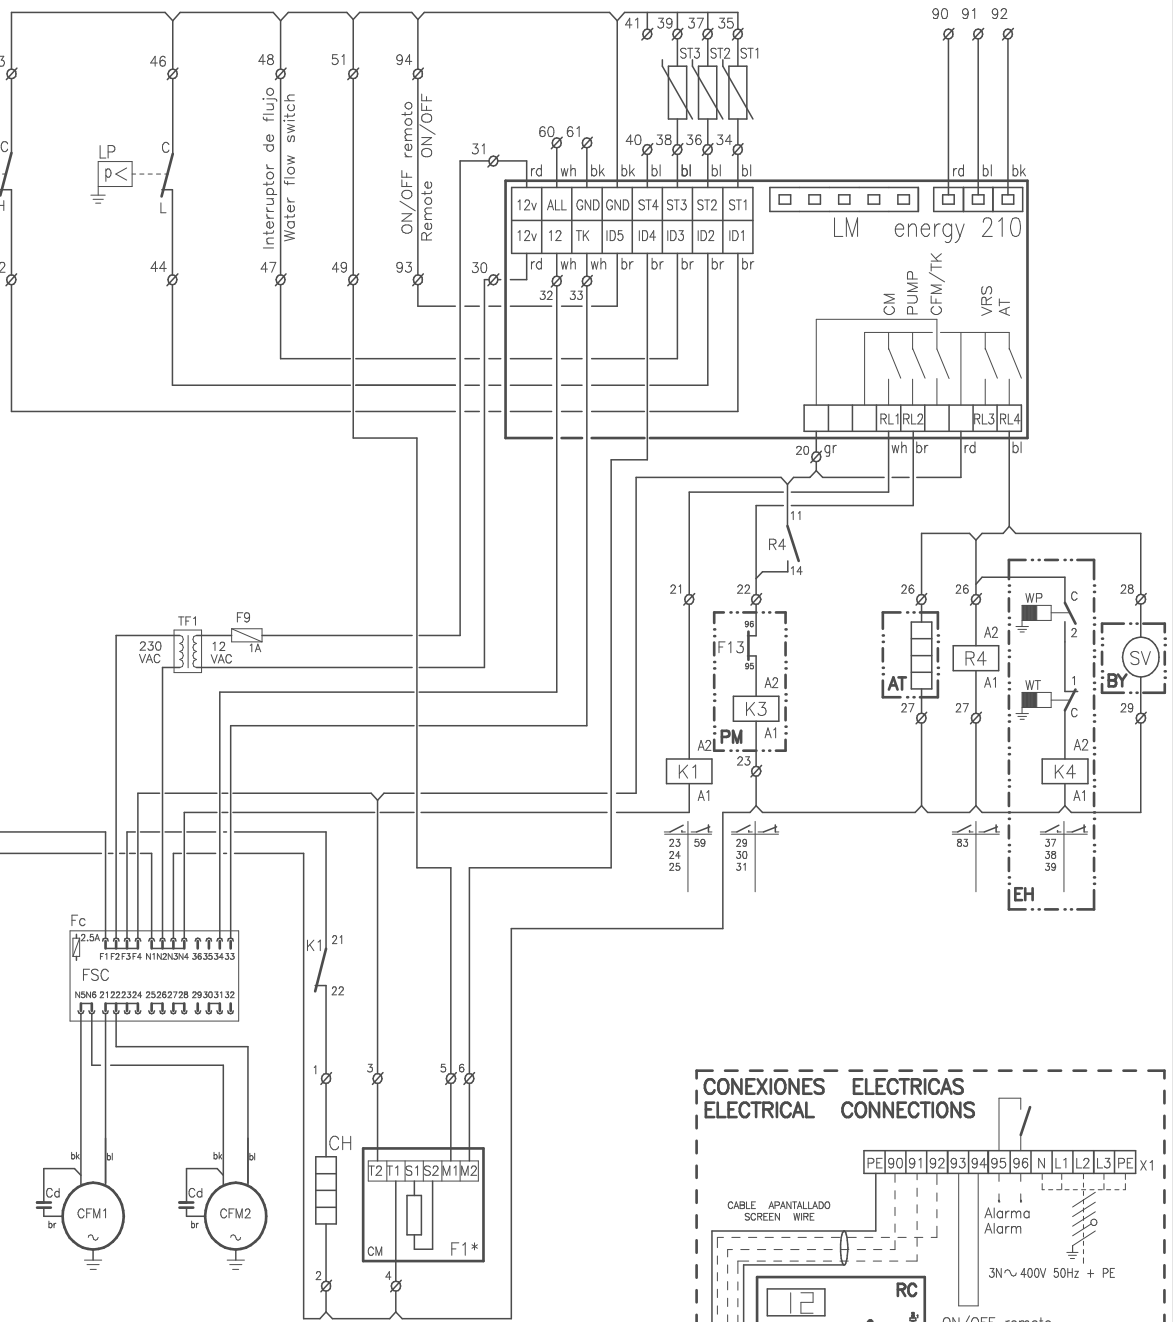 41 39 37 35 90 91 92
3 46 48 51 94
ST3 ST2 ST1
LP C C
p<
H L
Interruptor de flujo
Water flow switch
ON/OFF remoto
Remote ON/OFF
60 61
31 40 38 36 34
rd wh bk bk bl bl bl bl rd bl bk
12v ALL GND GND ST4 ST3 ST2 ST1
12v 12 TK ID5 ID4 ID3 ID2 ID1
LM energy 210
2 44 47 49 93 30
rd wh wh br br br br br
32 33
CM
PUMP
CFM/TK
VRS
AT
RL1 RL2 RL3 RL4
20 gr wh br rd bl
11
R4
14
21 22 26 26 28
TF1 F9
230 VAC
12 VAC
1A
96
F13
95
A2
K3
A1
PM
23
AT
27
A2
R4
A1
27
WP C
2
WT 1
C
SV
BY
29
A2
K1
A1
A2
K4
A1
23 59
24
25
29
30
31
83
37
38
39
EH
Fc
2.5A
F1 F2 F3 F4 N1 N2 N3 N4 36 35 34 33
FSC
N5 N6 21 22 23 24 25 26 27 28 29 30 31 32
K1 21
22
1 3 5 6
bk bl bk bl
Cd CFM1 Cd CFM2
br br
CH
T2 T1 S1 S2 M1 M2
CM F1*
2 4
CONEXIONES ELECTRICAS
ELECTRICAL CONNECTIONS
PE 90 91 92 93 94 95 96 N L1 L2 L3 PE X1
CABLE APANTALLADO
SCREEN WIRE
Alarma
Alarm
3N~400V 50Hz + PE
RC
12
ON/OFF remoto